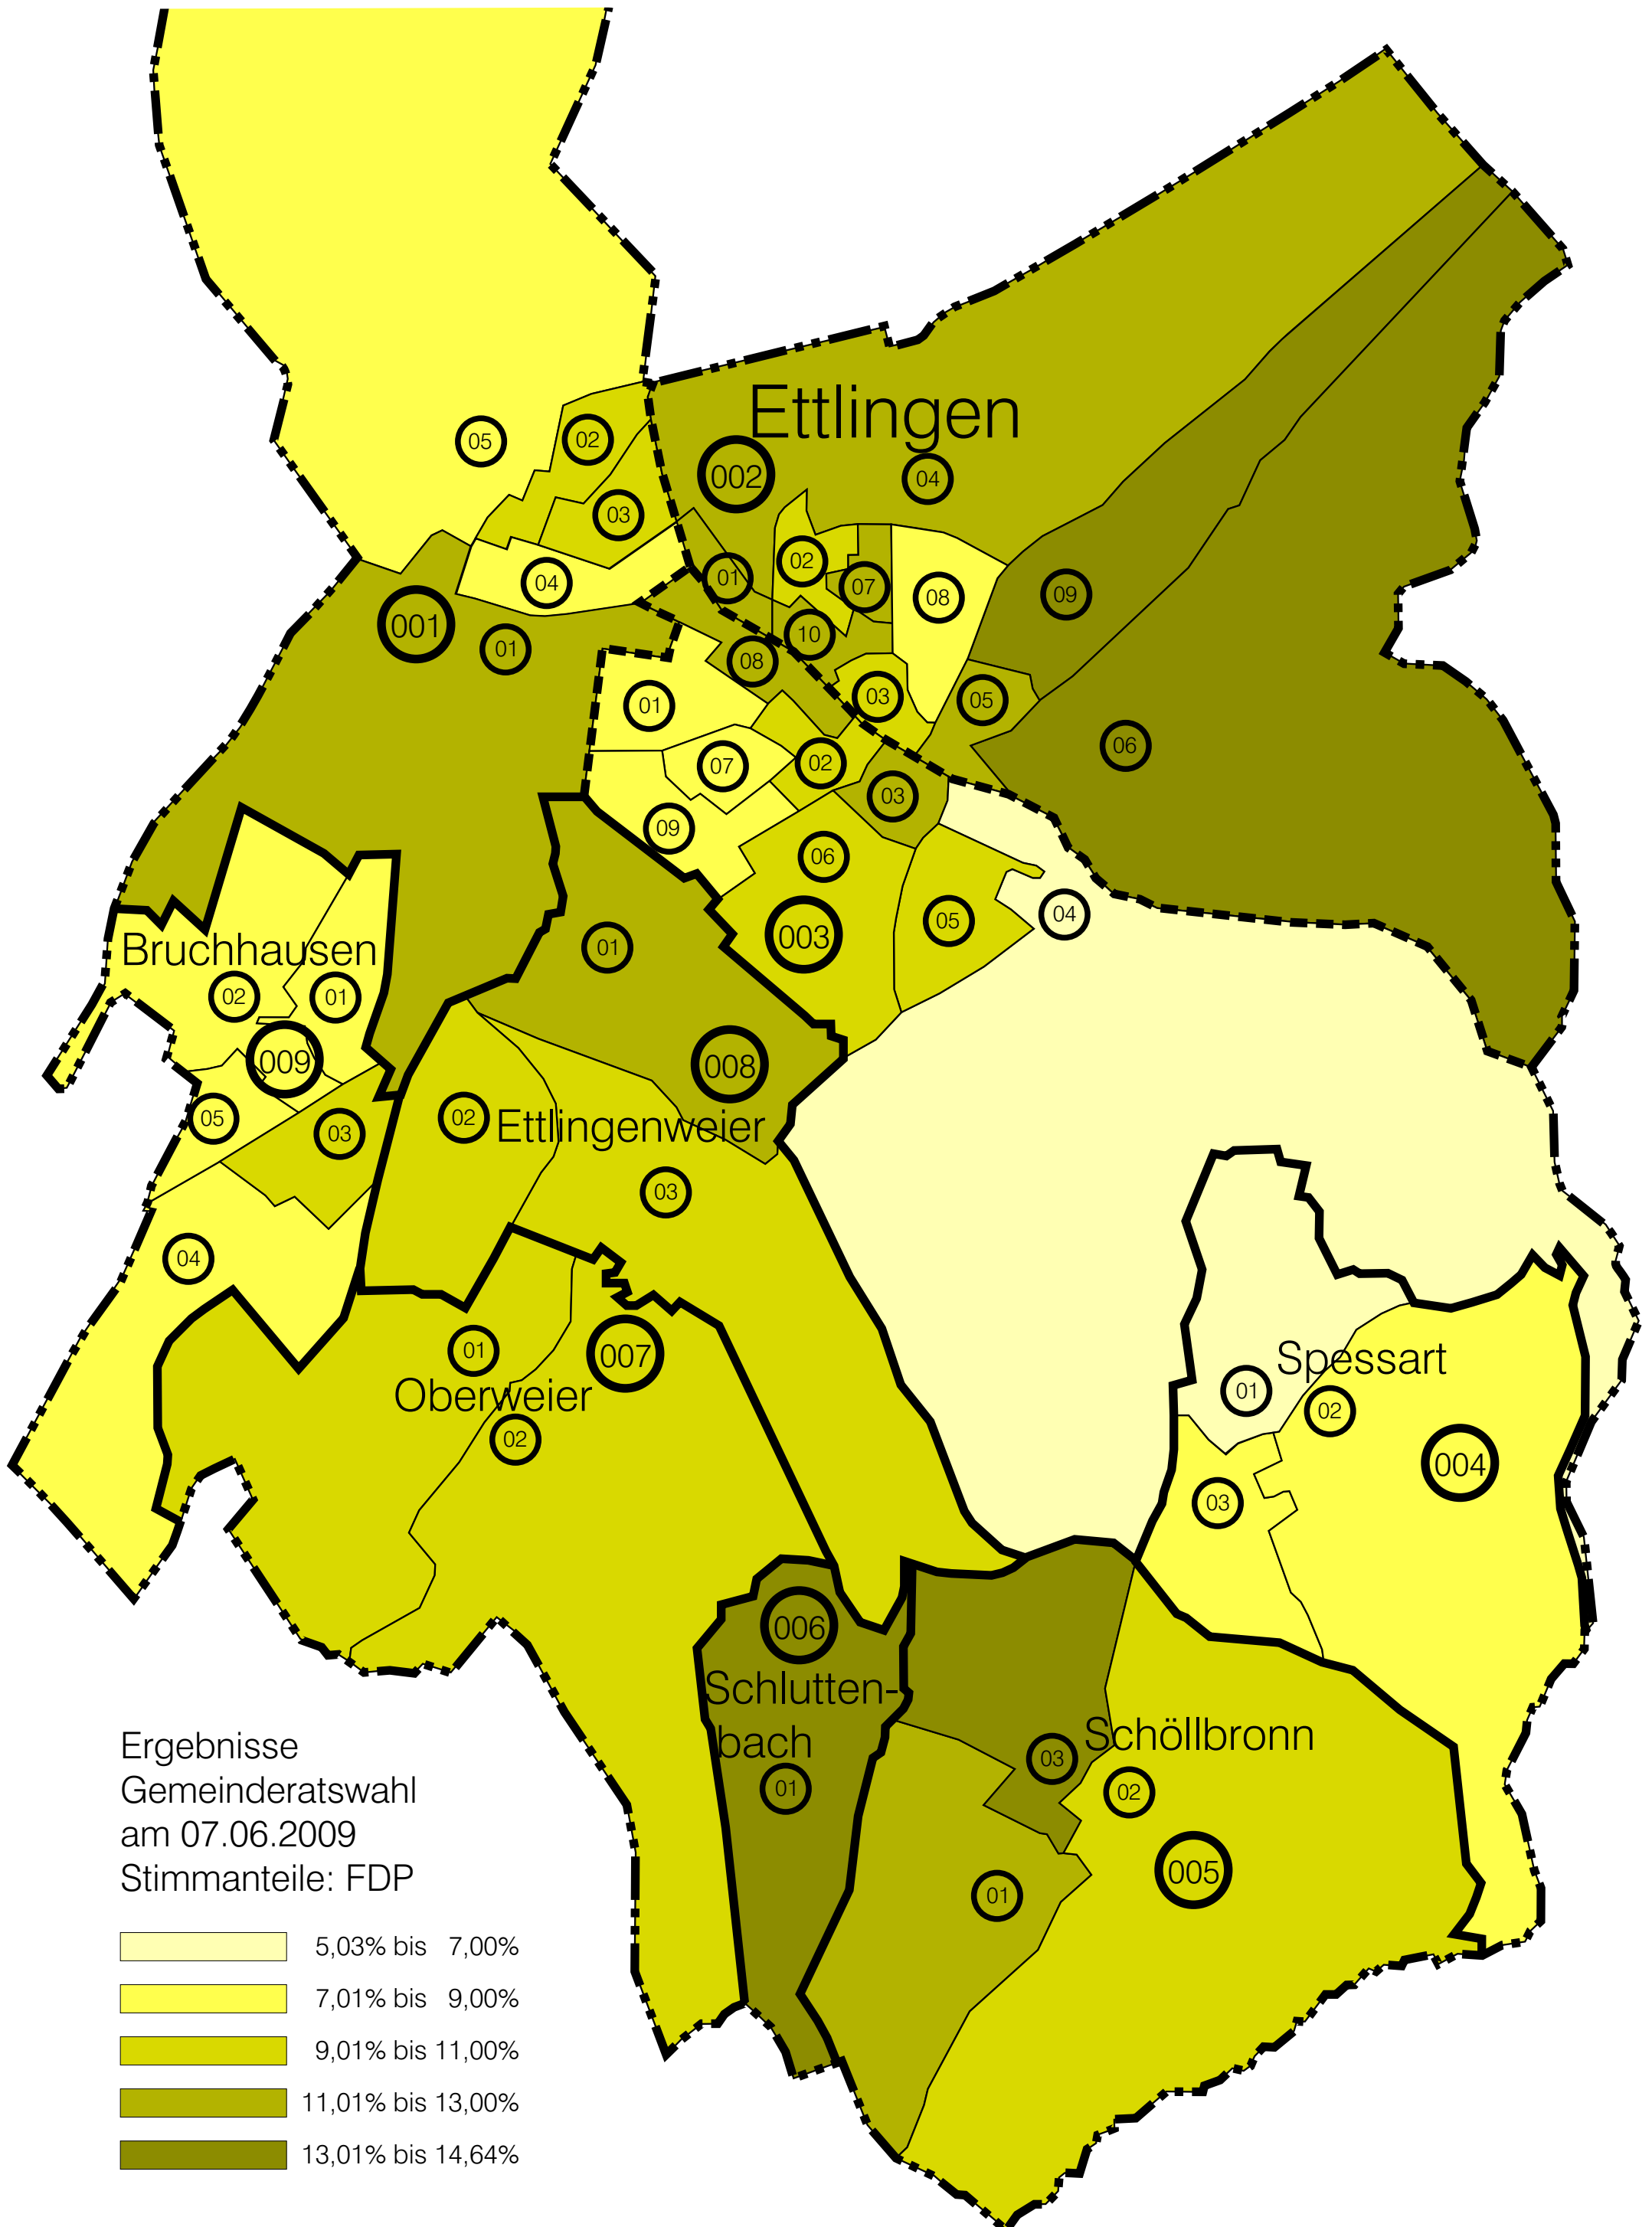 Ettlingen
05
02
002
04
03
02
04
01
07
08
09
001
01
10
08
03
05
01
06
07
02
03
09
06
04
05
003
Bruchhausen
01
02
01
009
008
05
02
Ettlingenweier
03
03
04
01
007
Spessart
Oberweier
01
02
02
004
03
006
Schlutten-
bach
01
Schöllbronn
03
02
005
01
Ergebnisse
Gemeinderatswahl
am 07.06.2009
Stimmanteile: FDP
5,03% bis 7,00%
7,01% bis 9,00%
9,01% bis 11,00%
11,01% bis 13,00%
13,01% bis 14,64%